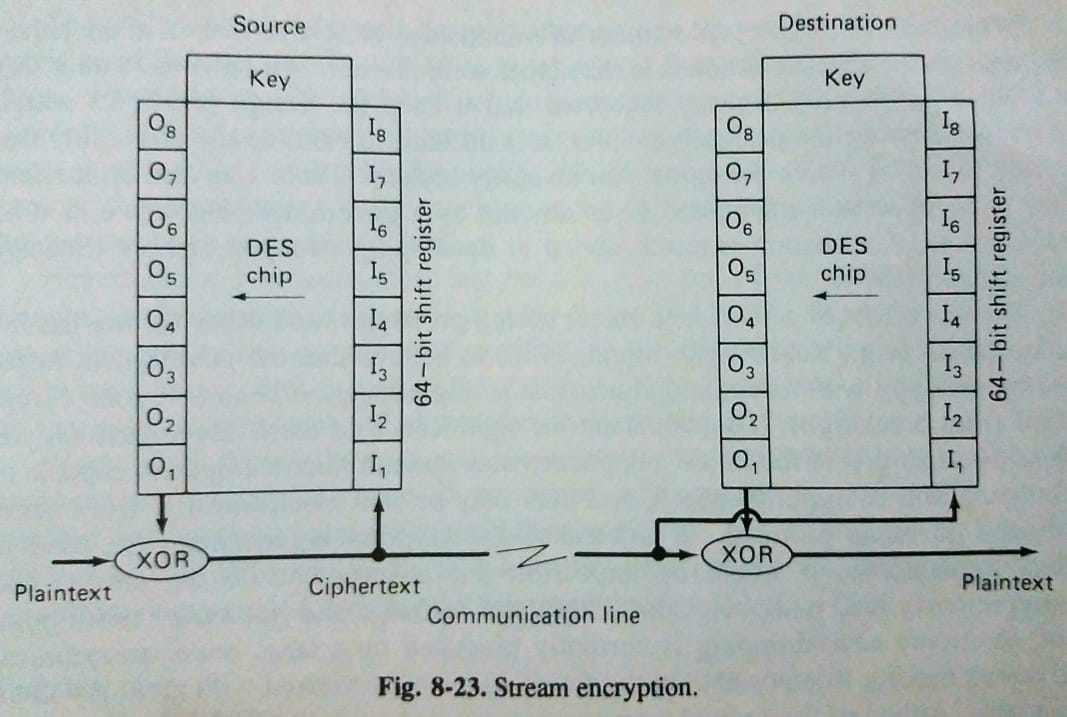 Source
Destination
Key
Key
O8
I8
O8
I8
O7
I7
O7
I7
O6
I6
O6
I6
DES
chip
DES
chip
O5
I5
O5
I5
O4
I4
O4
I4
O3
I3
O3
I3
O2
I2
O2
I2
O1
I1
O1
I1
64-bit shift register
64-bit shift register
XOR
XOR
Plaintext
Ciphertext
Communication line
Plaintext
Fig. 8-23. Stream encryption.